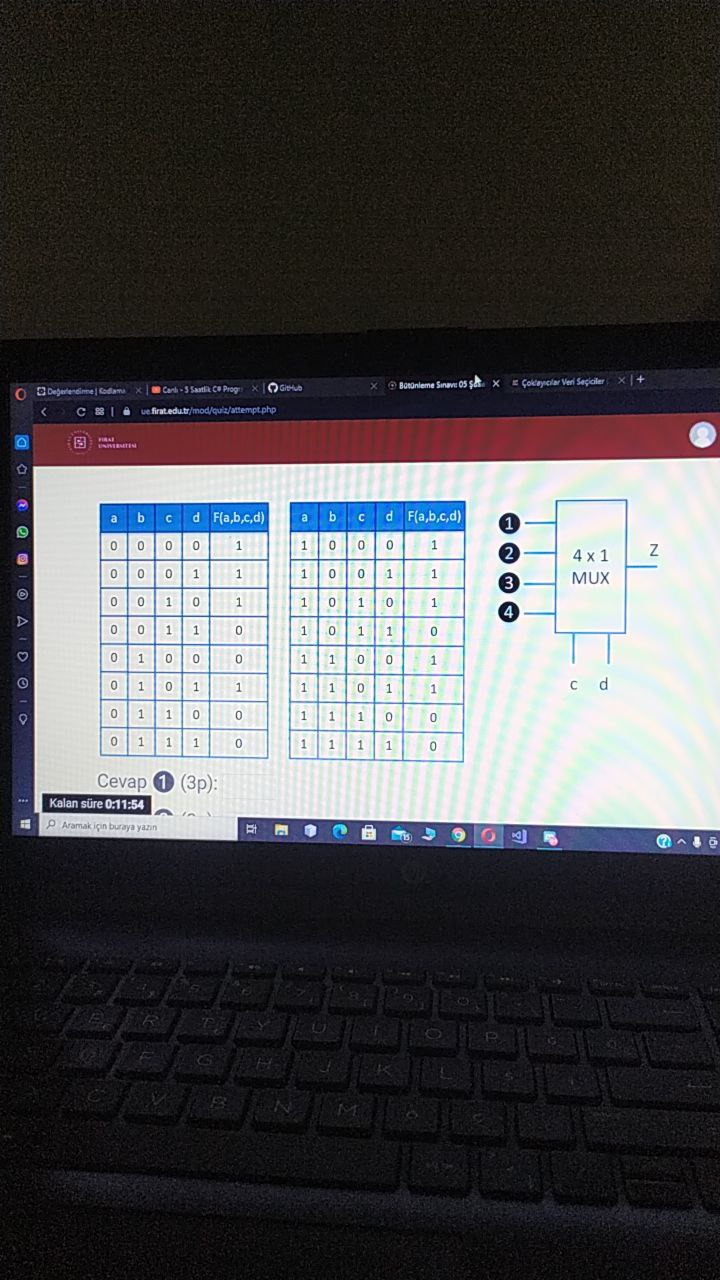 Değerlendirme | Kodlama
Canlı - 3 Saatlik C# Progr
GitHub
Bütünleme Sınavı: 05 Şub
Çoklayıcılar Veri Seçiciler
ue.firat.edu.tr/mod/quiz/attempt.php
FIRAT
ÜNİVERSİTESİ
a b c d F(a,b,c,d)
0 0 0 0 1
0 0 0 1 1
0 0 1 0 1
0 0 1 1 0
0 1 0 0 0
0 1 0 1 1
0 1 1 0 0
0 1 1 1 0
a b c d F(a,b,c,d)
1 0 0 0 1
1 0 0 1 1
1 0 1 0 1
1 0 1 1 0
1 1 0 0 1
1 1 0 1 1
1 1 1 0 0
1 1 1 1 0
1
2
3
4
4 x 1
MUX
Z
c d
Cevap 1 (3p):
Kalan süre 0:11:54
Aramak için buraya yazın